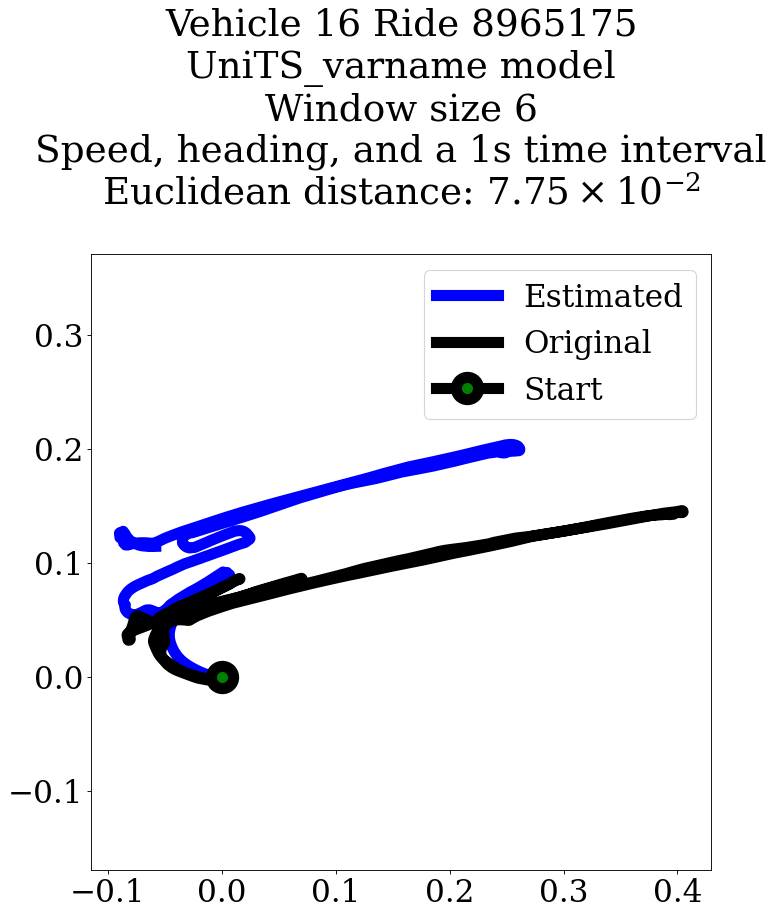 Vehicle 16 Ride 8965175
UniTS_varname model
Window size 6
Speed, heading, and a 1s time interval
Euclidean distance: 7.75 × 10⁻²
Estimated
Original
Start
0.3
0.2
0.1
0.0
−0.1
−0.1 0.0 0.1 0.2 0.3 0.4